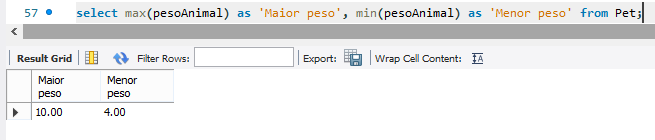 57 select max(pesoAnimal) as 'Maior peso', min(pesoAnimal) as 'Menor peso' from Pet;
Result Grid Filter Rows: Export: Wrap Cell Content: IA
Maior peso Menor peso
10.00 4.00